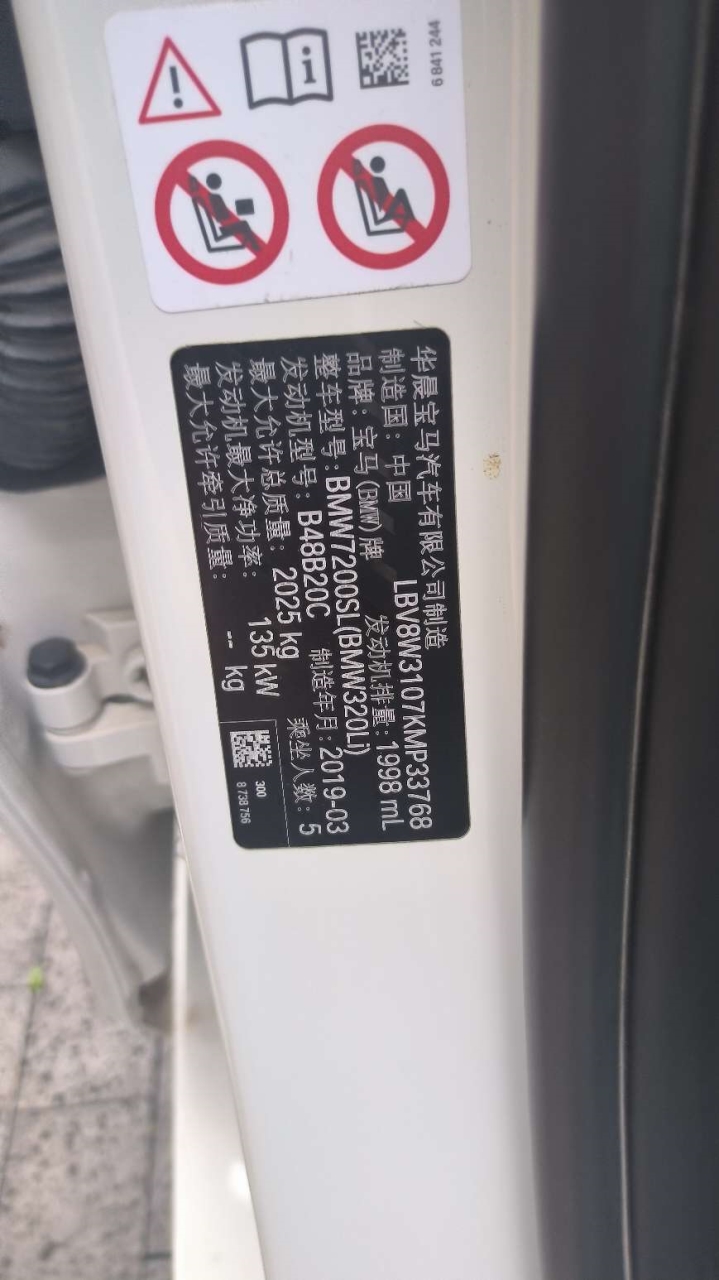 6 841 244
华晨宝马汽车有限公司制造
制造国：中国 LBV8W3107KMP33768
品牌：宝马(BMW)牌 发动机排量：1998 mL
整车型号：BMW7200SL(BMW320Li)
发动机型号：B48B20C 制造年月：2019-03
最大允许总质量：2025 kg 乘坐人数：5
发动机最大净功率：135 kW
最大允许牵引质量：-- kg
300
8 738 756